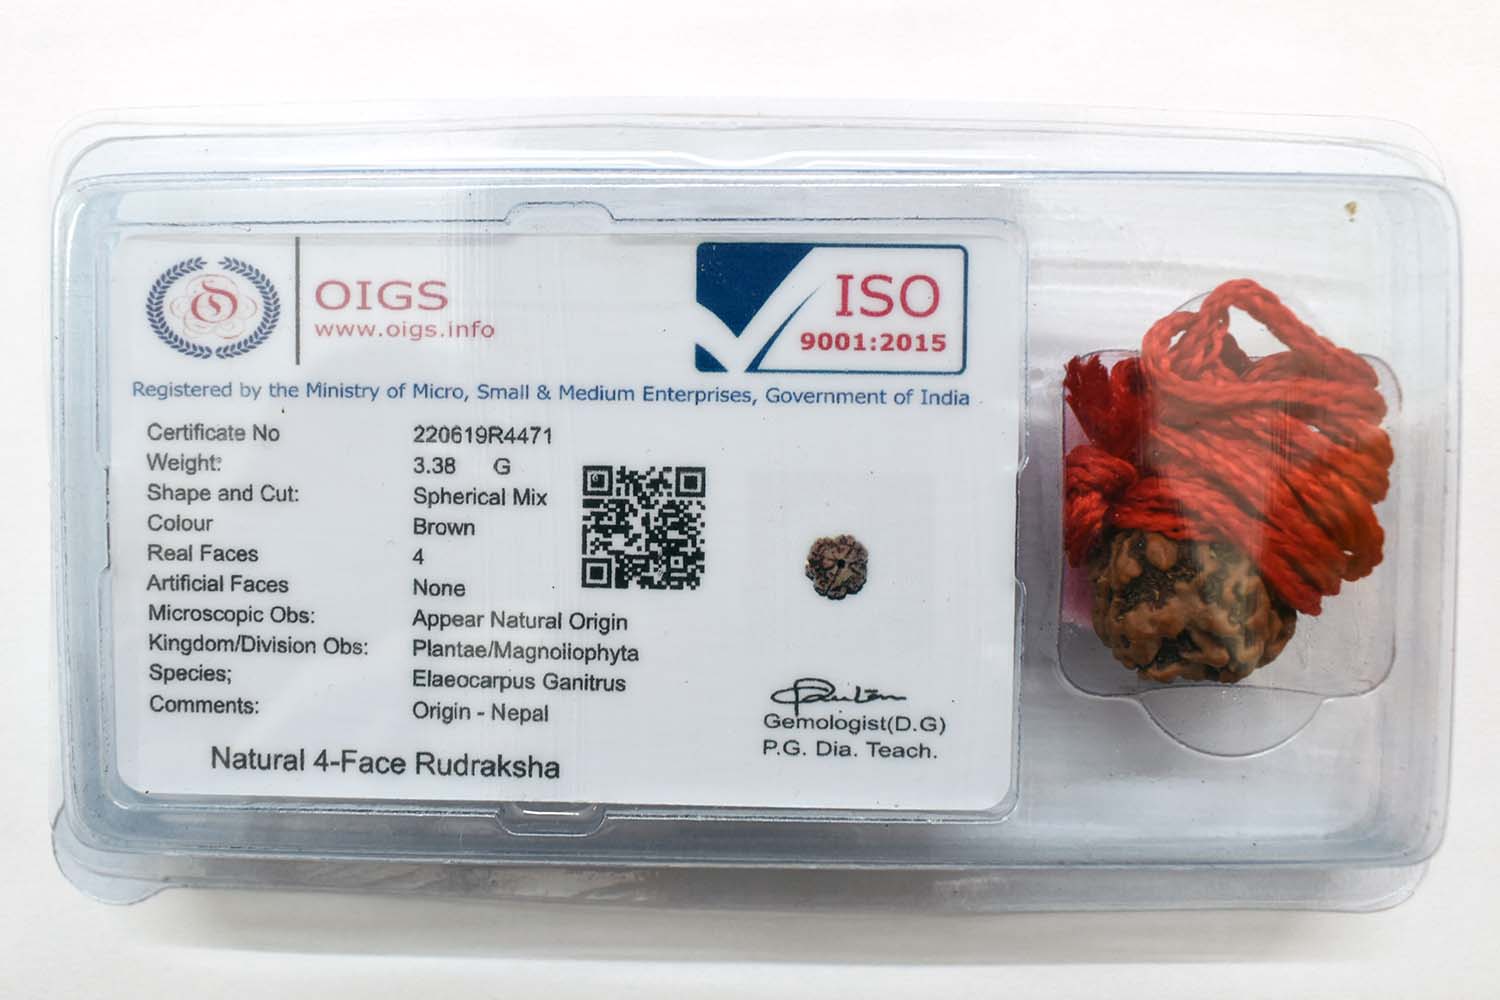 OIGS
www.oigs.info
ISO
9001:2015
Registered by the Ministry of Micro, Small & Medium Enterprises, Government of India
Certificate No 220619R4471
Weight: 3.38 G
Shape and Cut: Spherical Mix
Colour Brown
Real Faces 4
Artificial Faces None
Microscopic Obs: Appear Natural Origin
Kingdom/Division Obs: Plantae/Magnoliophyta
Species; Elaeocarpus Ganitrus
Comments: Origin - Nepal
Natural 4-Face Rudraksha
Gemologist(D.G)
P.G. Dia. Teach.